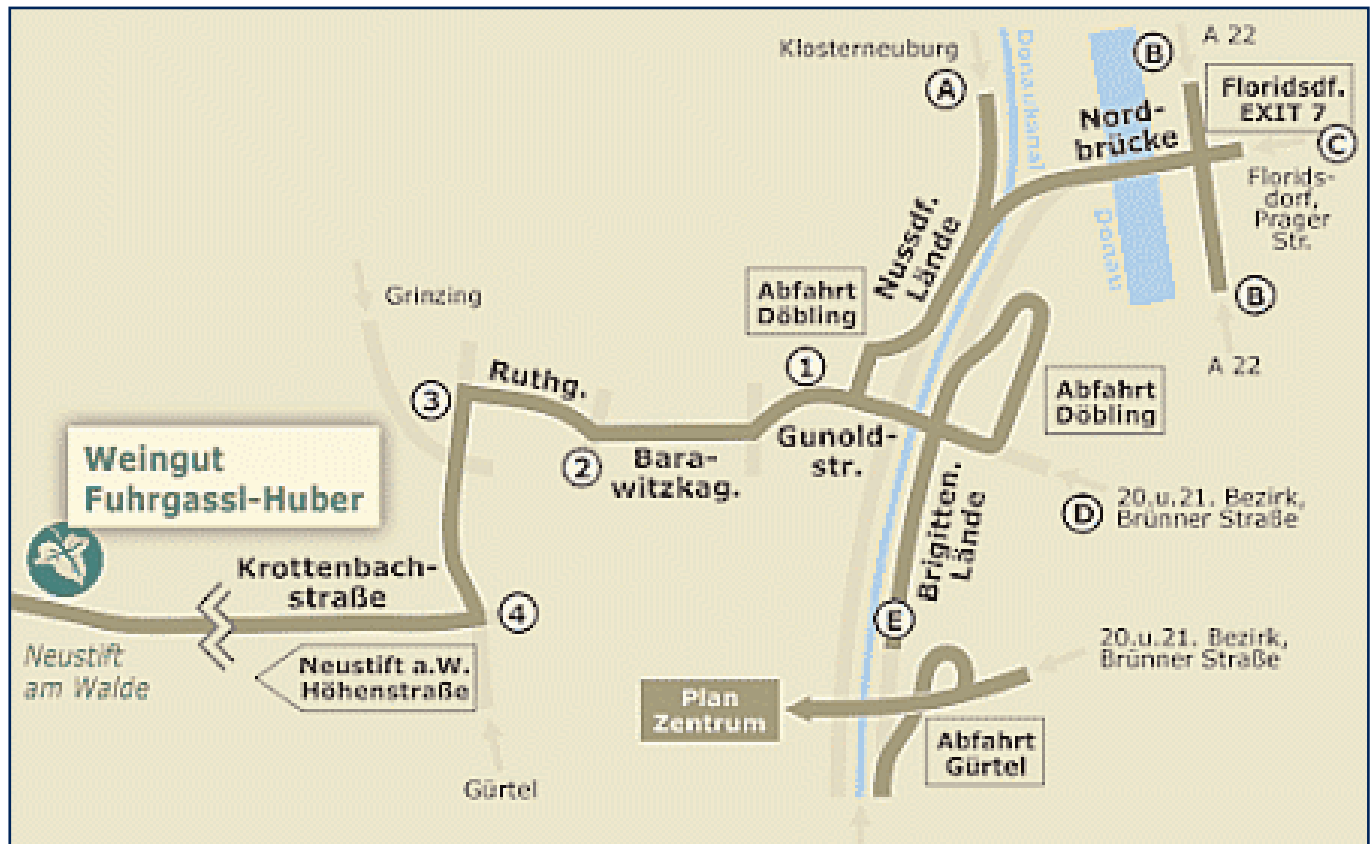 Klosterneuburg
A
Donaukanal
B
A 22
Floridsdf.
EXIT 7
C
Nord-
brücke
Florids-
dorf,
Prager
Str.
Donau
B
A 22
Nussdf.
Lände
Abfahrt
Döbling
Grinzing
1
Ruthg.
3
Abfahrt
Döbling
Gunold-
str.
2
Bara-
witzkag.
Weingut
Fuhrgassl-Huber
D
20.u.21. Bezirk,
Brünner Straße
Brigitten.
Lände
Krottenbach-
straße
4
E
Neustift
am Walde
Neustift a.W.
Höhenstraße
20.u.21. Bezirk,
Brünner Straße
Plan
Zentrum
Abfahrt
Gürtel
Gürtel